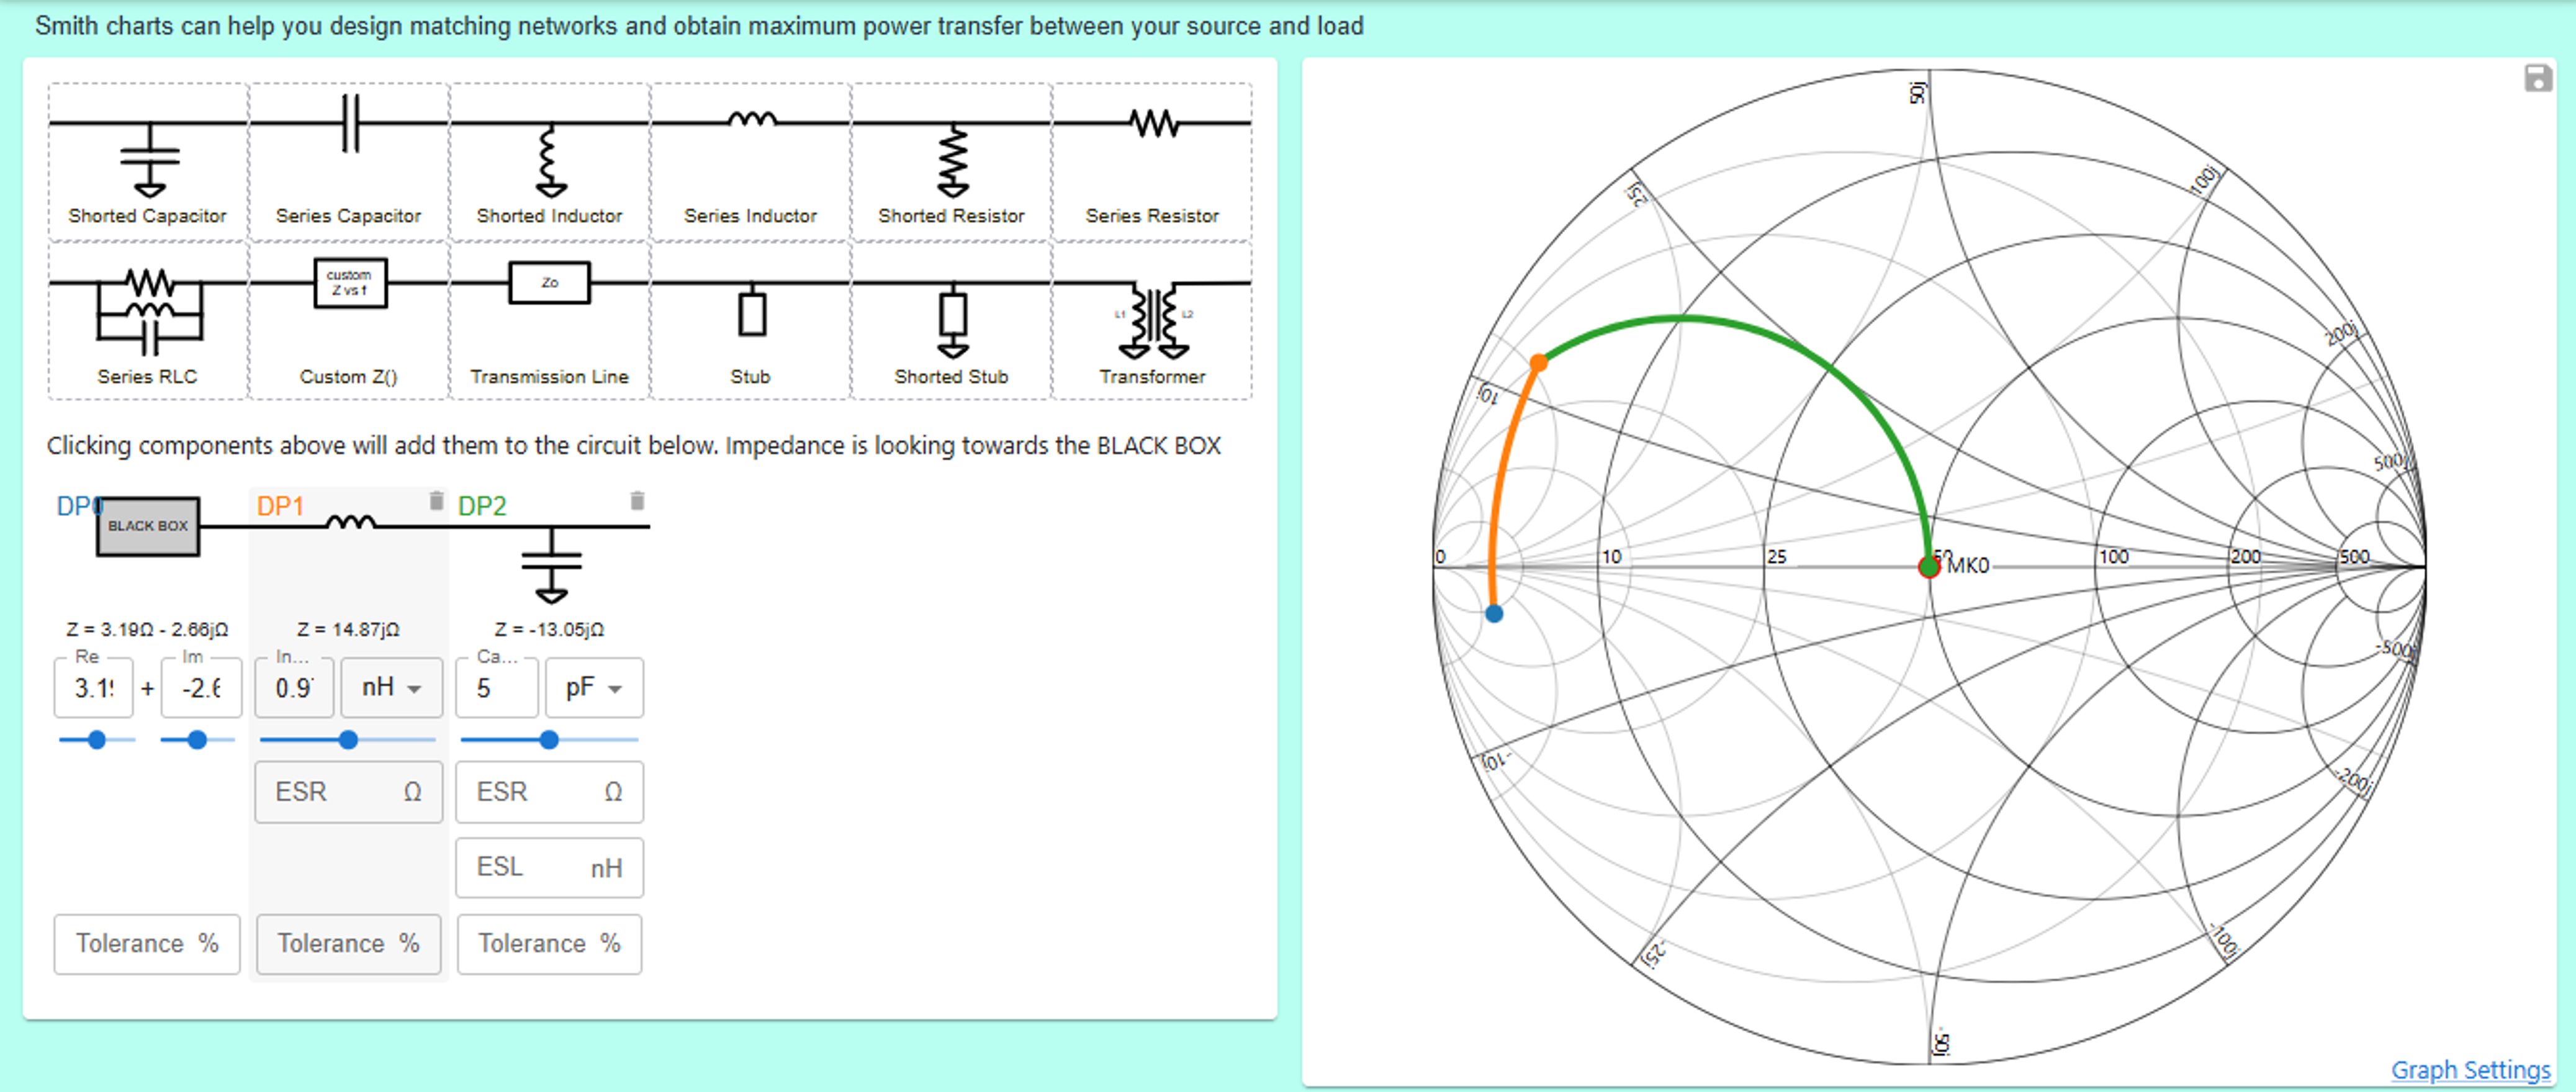 Smith charts can help you design matching networks and obtain maximum power transfer between your source and load
Shorted Capacitor
Series Capacitor
Shorted Inductor
Series Inductor
Shorted Resistor
Series Resistor
custom
Z vs f
Zo
L1
L2
Series RLC
Custom Z()
Transmission Line
Stub
Shorted Stub
Transformer
Clicking components above will add them to the circuit below. Impedance is looking towards the BLACK BOX
DP0
BLACK BOX
DP1
DP2
Z = 3.19Ω - 2.66jΩ
Z = 14.87jΩ
Z = -13.05jΩ
Re
Im
In...
Ca...
3.1
+
-2.6
0.9
nH
5
pF
ESR Ω
ESR Ω
ESL nH
Tolerance %
Tolerance %
Tolerance %
50j
25j
100j
10j
200j
500j
0
10
25
50
MK0
100
200
500
-10j
-500j
-200j
-25j
-100j
-50j
Graph Settings